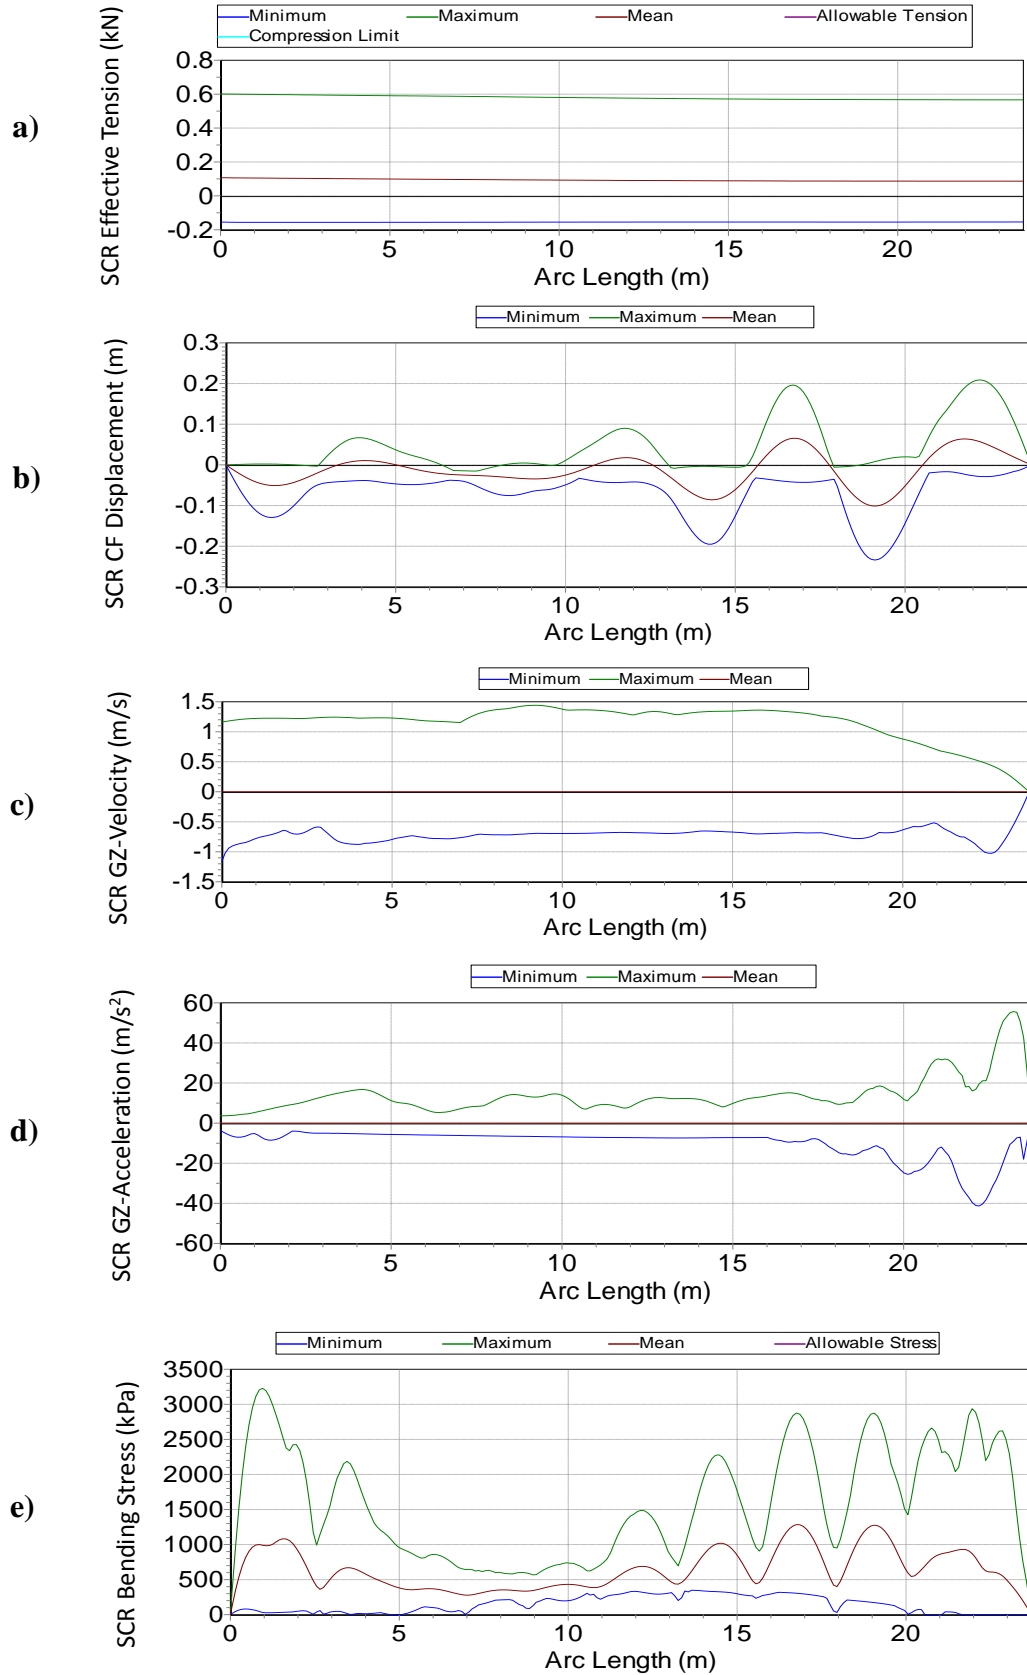 Minimum Maximum Mean Allowable Tension
Compression Limit
a)
SCR Effective Tension (kN)
0.8
0.6
0.4
0.2
0
-0.2
0 5 10 15 20
Arc Length (m)
Minimum Maximum Mean
b)
SCR CF Displacement (m)
0.3
0.2
0.1
0
-0.1
-0.2
-0.3
0 5 10 15 20
Arc Length (m)
Minimum Maximum Mean
c)
SCR GZ-Velocity (m/s)
1.5
1
0.5
0
-0.5
-1
-1.5
0 5 10 15 20
Arc Length (m)
Minimum Maximum Mean
d)
SCR GZ-Acceleration (m/s²)
60
40
20
0
-20
-40
-60
0 5 10 15 20
Arc Length (m)
Minimum Maximum Mean Allowable Stress
e)
SCR Bending Stress (kPa)
3500
3000
2500
2000
1500
1000
500
0
0 5 10 15 20
Arc Length (m)